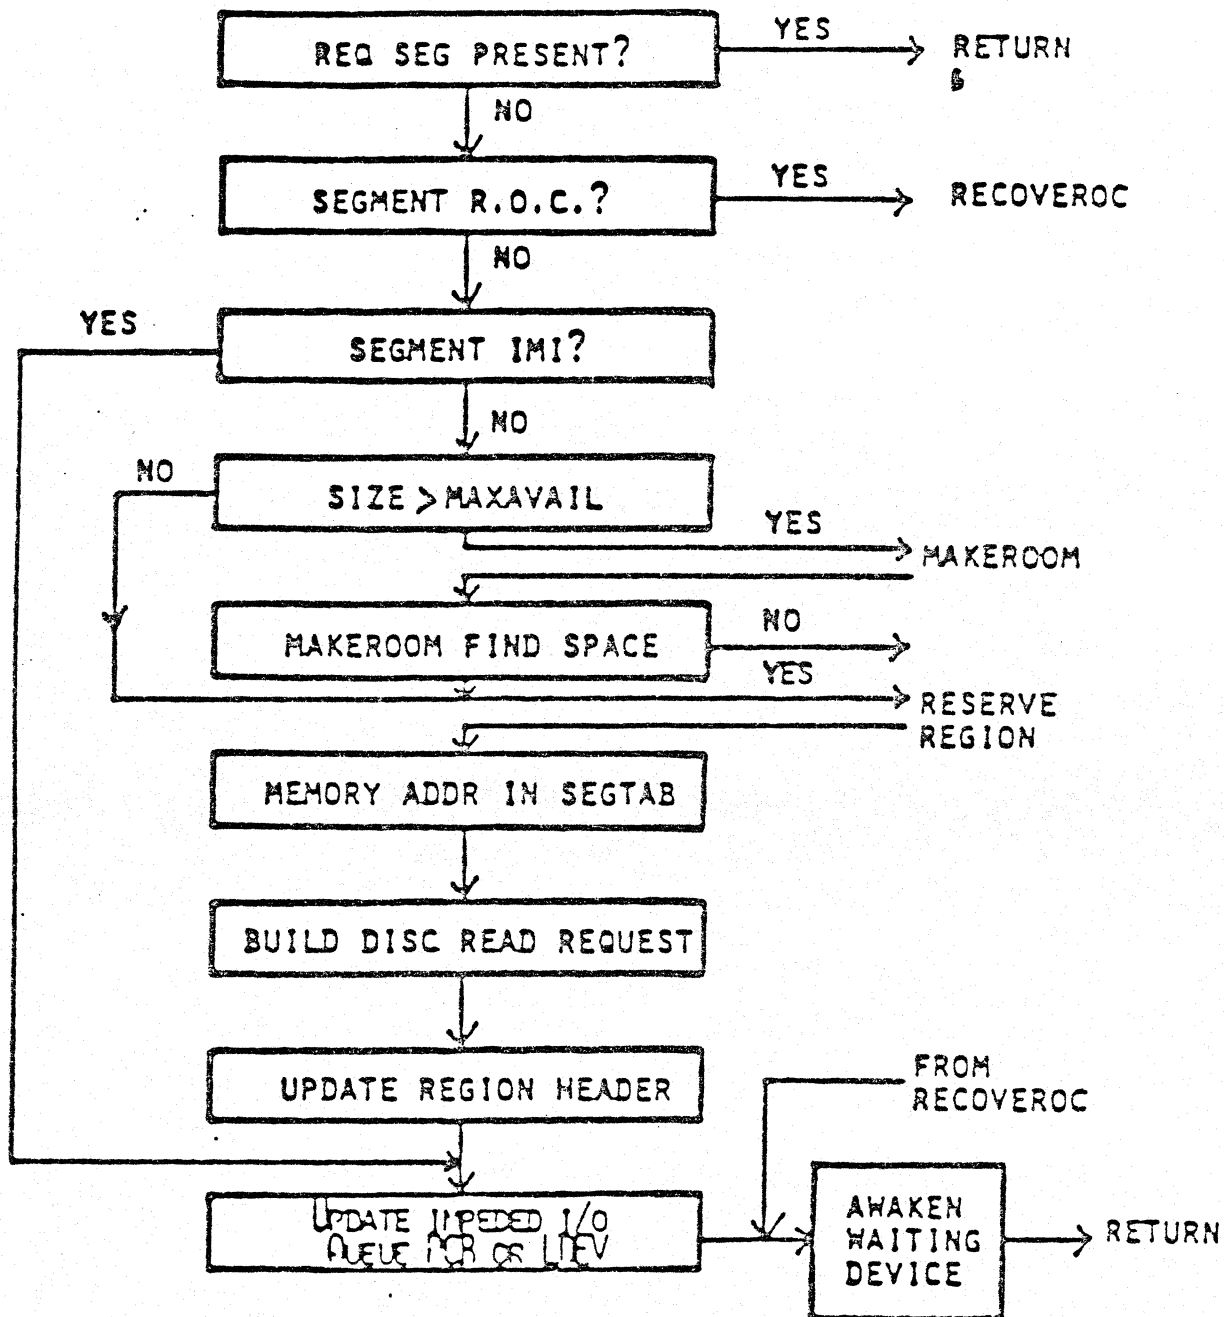 REQ SEG PRESENT?
YES
RETURN
NO
SEGMENT R.O.C.?
YES
RECOVEROC
NO
YES
SEGMENT IMI?
NO
NO
SIZE > MAXAVAIL
YES
MAKEROOM
MAKEROOM FIND SPACE
NO
YES
RESERVE
REGION
MEMORY ADDR IN SEGTAB
BUILD DISC READ REQUEST
UPDATE REGION HEADER
FROM
RECOVEROC
UPDATE IMPEDED I/O
QUEUE OR LDEV
AWAKEN
WAITING
DEVICE
RETURN